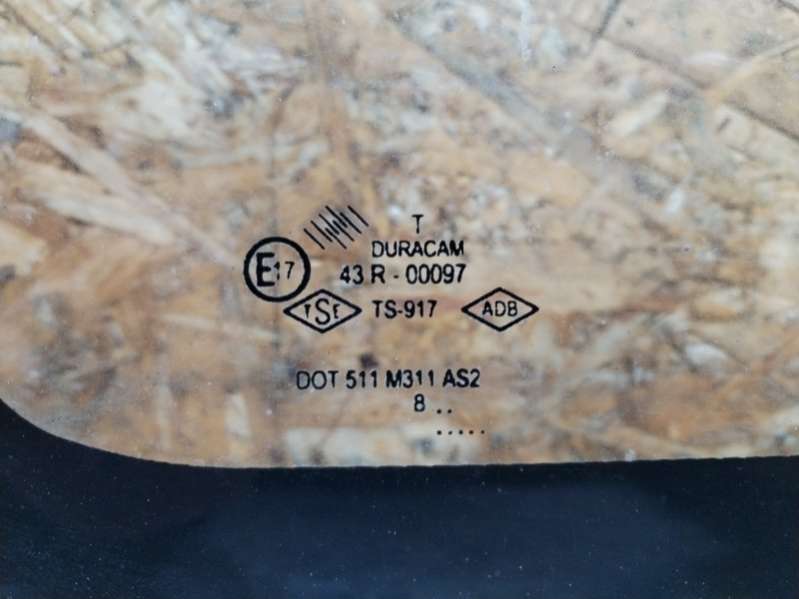 T
DURACAM
E17 43 R - 00097
TSE TS-917 ADB
DOT 511 M311 AS2
8 ..
.....